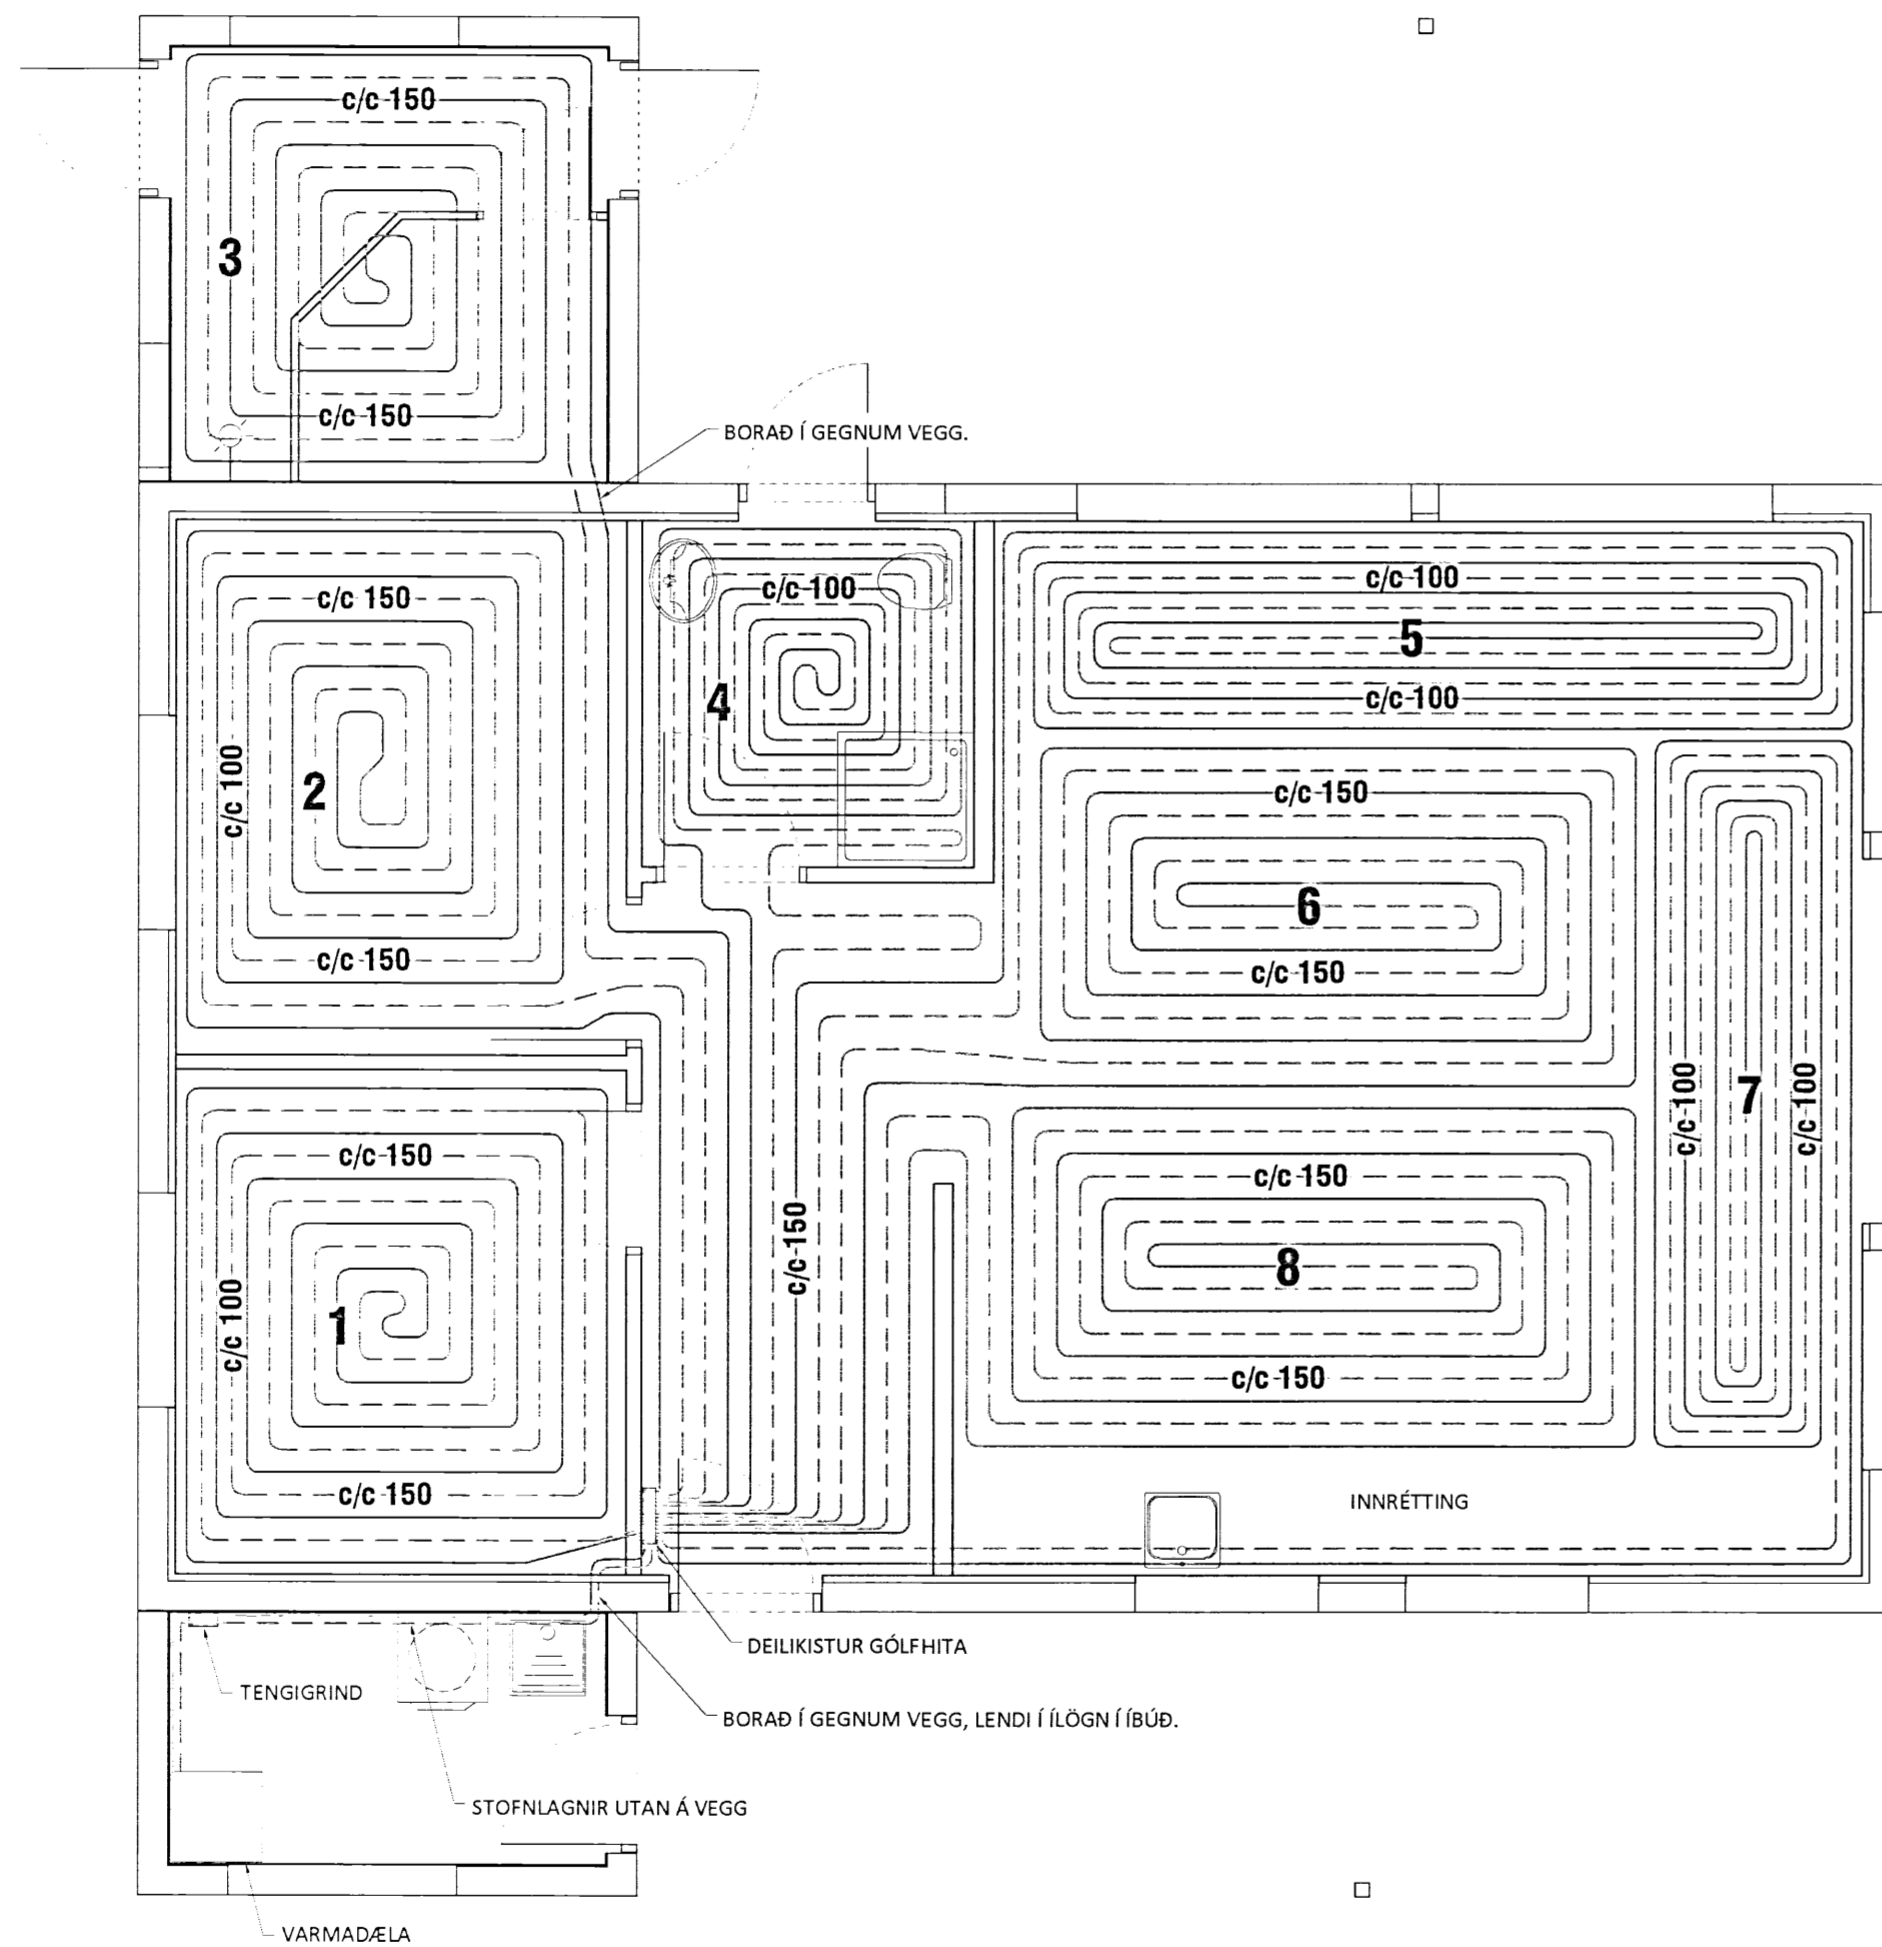 c/c 150
3
c/c 150
BORAÐ Í GEGNUM VEGG.
c/c 150
c/c 100
2
c/c 150
c/c 100
4
c/c 100
5
c/c 100
c/c 150
6
c/c 150
c/c 100
7
c/c 100
c/c 150
c/c 100
1
c/c 150
c/c 150
c/c 150
8
c/c 150
INNRÉTTING
DEILIKISTUR GÓLFHITA
TENGIGRIND
BORAÐ Í GEGNUM VEGG, LENDI Í ÍLÖGN Í ÍBÚÐ.
STOFNLAGNIR UTAN Á VEGG
VARMADÆLA